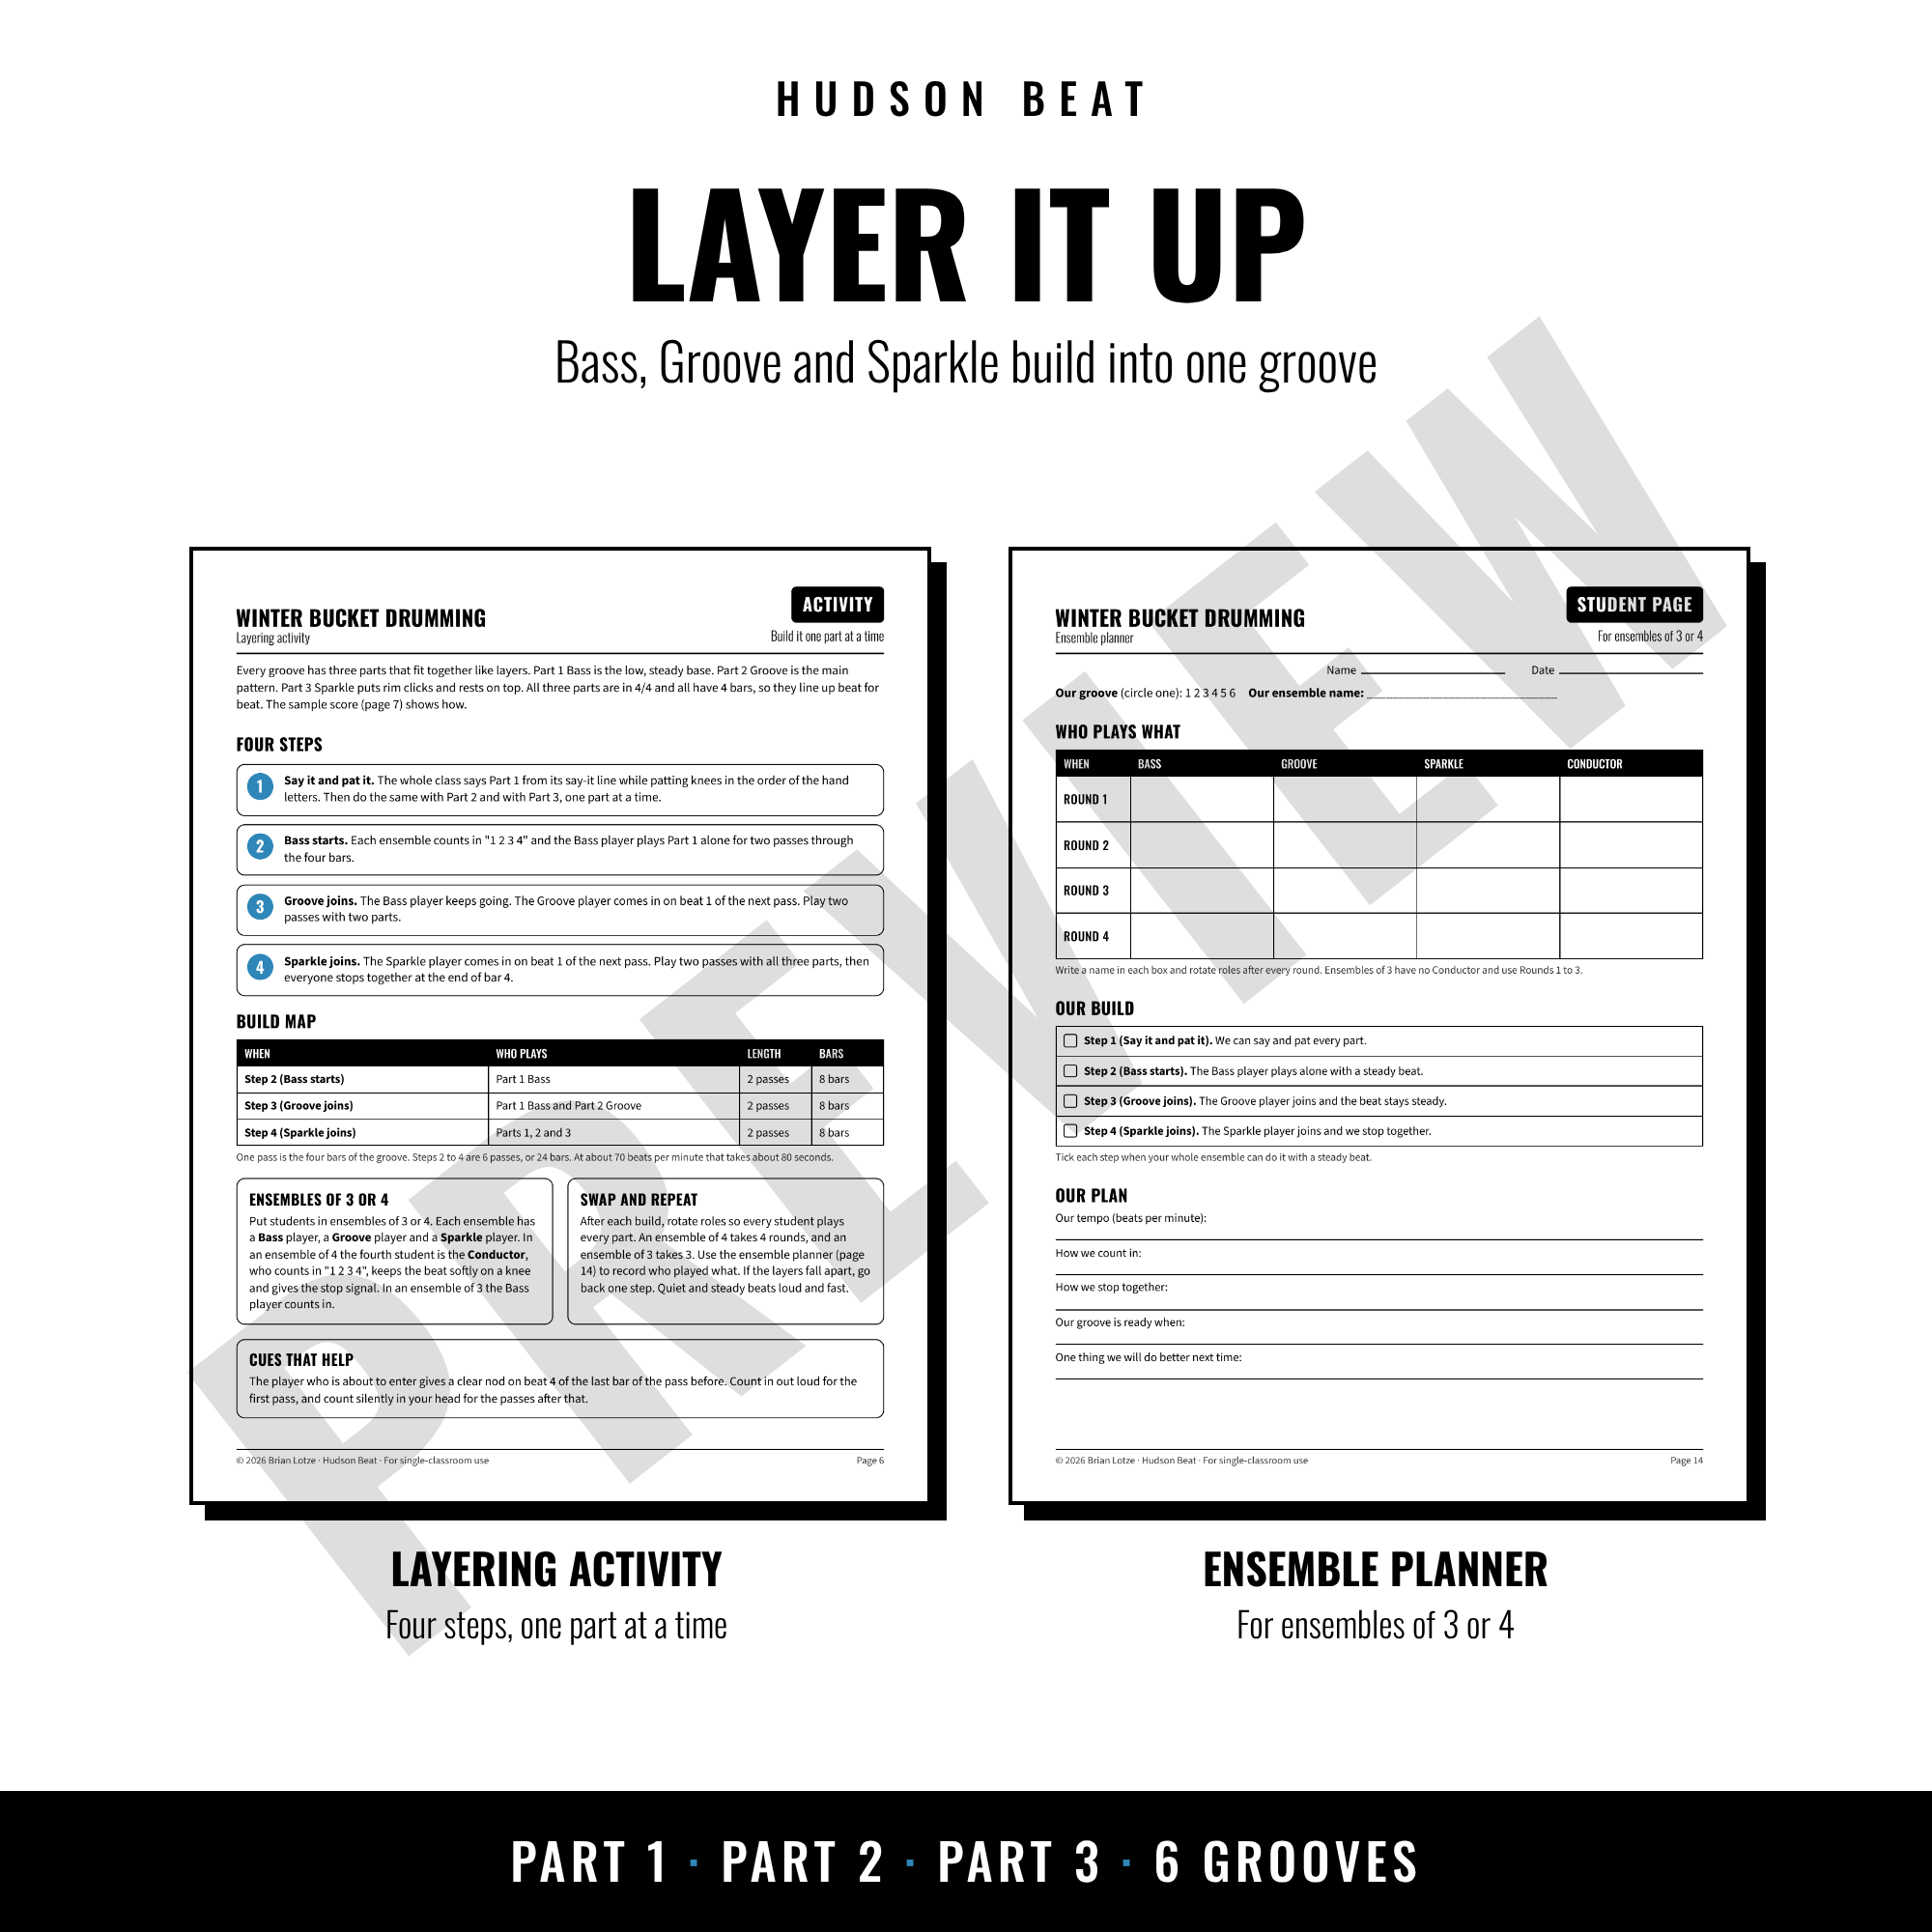 HUDSON BEAT
LAYER IT UP
Bass, Groove and Sparkle build into one groove
WINTER BUCKET DRUMMING
Layering activity
ACTIVITY
Build it one part at a time
Every groove has three parts that fit together like layers. Part 1 Bass is the low, steady base. Part 2 Groove is the main
pattern. Part 3 Sparkle puts rim clicks and rests on top. All three parts are in 4/4 and all have 4 bars, so they line up beat for
beat. The sample score (page 7) shows how.
FOUR STEPS
1 Say it and pat it. The whole class says Part 1 from its say-it line while patting knees in the order of the hand
letters. Then do the same with Part 2 and with Part 3, one part at a time.
2 Bass starts. Each ensemble counts in "1 2 3 4" and the Bass player plays Part 1 alone for two passes through
the four bars.
3 Groove joins. The Bass player keeps going. The Groove player comes in on beat 1 of the next pass. Play two
passes with two parts.
4 Sparkle joins. The Sparkle player comes in on beat 1 of the next pass. Play two passes with all three parts, then
everyone stops together at the end of bar 4.
BUILD MAP
WHEN WHO PLAYS LENGTH BARS
Step 2 (Bass starts) Part 1 Bass 2 passes 8 bars
Step 3 (Groove joins) Part 1 Bass and Part 2 Groove 2 passes 8 bars
Step 4 (Sparkle joins) Parts 1, 2 and 3 2 passes 8 bars
One pass is the four bars of the groove. Steps 2 to 4 are 6 passes, or 24 bars. At about 70 beats per minute that takes about 80 seconds.
ENSEMBLES OF 3 OR 4
Put students in ensembles of 3 or 4. Each ensemble has
a Bass player, a Groove player and a Sparkle player. In
an ensemble of 4 the fourth student is the Conductor,
who counts in "1 2 3 4", keeps the beat softly on a knee
and gives the stop signal. In an ensemble of 3 the Bass
player counts in.
SWAP AND REPEAT
After each build, rotate roles so every student plays
every part. An ensemble of 4 takes 4 rounds, and an
ensemble of 3 takes 3. Use the ensemble planner (page
14) to record who played what. If the layers fall apart, go
back one step. Quiet and steady beats loud and fast.
CUES THAT HELP
The player who is about to enter gives a clear nod on beat 4 of the last bar of the pass before. Count in out loud for the
first pass, and count silently in your head for the passes after that.
© 2026 Brian Lotze · Hudson Beat · For single-classroom use
Page 6
WINTER BUCKET DRUMMING
Ensemble planner
STUDENT PAGE
For ensembles of 3 or 4
Name Date
Our groove (circle one): 1 2 3 4 5 6 Our ensemble name:
WHO PLAYS WHAT
WHEN BASS GROOVE SPARKLE CONDUCTOR
ROUND 1
ROUND 2
ROUND 3
ROUND 4
Write a name in each box and rotate roles after every round. Ensembles of 3 have no Conductor and use Rounds 1 to 3.
OUR BUILD
Step 1 (Say it and pat it). We can say and pat every part.
Step 2 (Bass starts). The Bass player plays alone with a steady beat.
Step 3 (Groove joins). The Groove player joins and the beat stays steady.
Step 4 (Sparkle joins). The Sparkle player joins and we stop together.
Tick each step when your whole ensemble can do it with a steady beat.
OUR PLAN
Our tempo (beats per minute):
How we count in:
How we stop together:
Our groove is ready when:
One thing we will do better next time:
© 2026 Brian Lotze · Hudson Beat · For single-classroom use
Page 14
PREVIEW
LAYERING ACTIVITY
Four steps, one part at a time
ENSEMBLE PLANNER
For ensembles of 3 or 4
PART 1 · PART 2 · PART 3 · 6 GROOVES